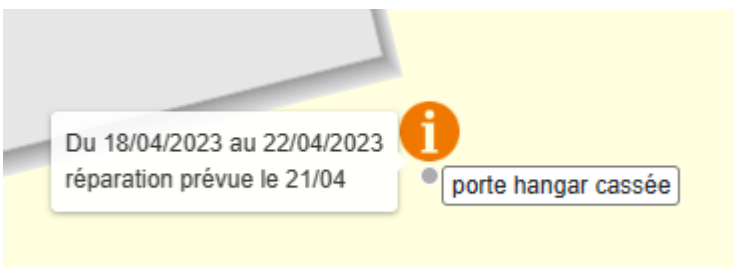 Du 18/04/2023 au 22/04/2023
réparation prévue le 21/04
i
porte hangar cassée